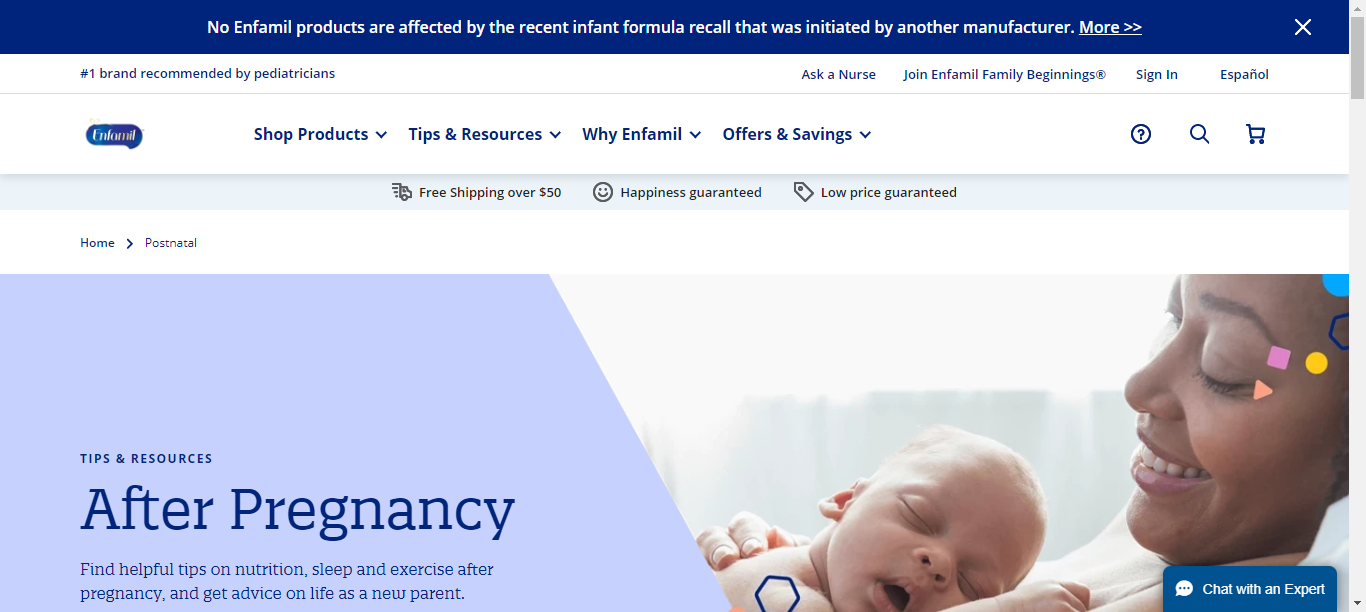 No Enfamil products are affected by the recent infant formula recall that was initiated by another manufacturer. More >>
#1 brand recommended by pediatricians
Ask a Nurse
Join Enfamil Family Beginnings®
Sign In
Español
Enfamil
Shop Products
Tips & Resources
Why Enfamil
Offers & Savings
Free Shipping over $50
Happiness guaranteed
Low price guaranteed
Home
Postnatal
TIPS & RESOURCES
After Pregnancy
Find helpful tips on nutrition, sleep and exercise after
pregnancy, and get advice on life as a new parent.
Chat with an Expert